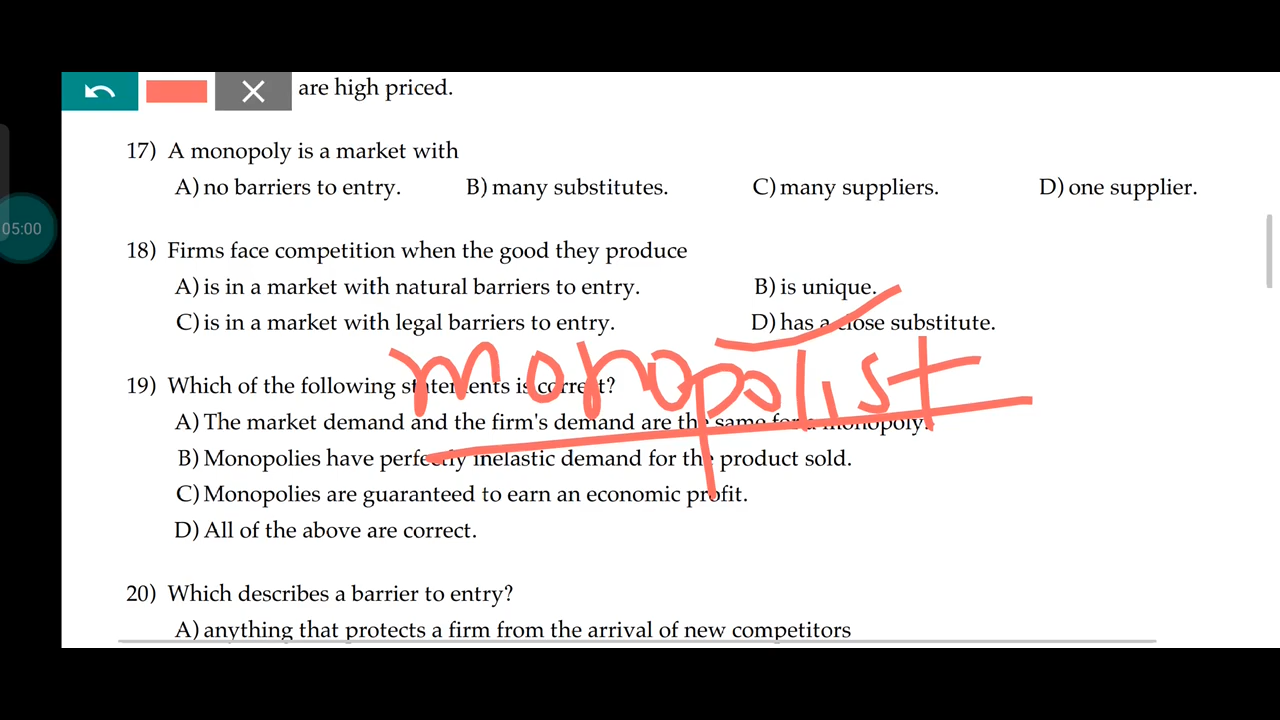 are high priced.
17) A monopoly is a market with
A) no barriers to entry. B) many substitutes. C) many suppliers. D) one supplier.
05:00
18) Firms face competition when the good they produce
A) is in a market with natural barriers to entry. B) is unique.
C) is in a market with legal barriers to entry. D) has a close substitute.
monopolist
19) Which of the following statements is correct?
A) The market demand and the firm's demand are the same for a monopoly.
B) Monopolies have perfectly inelastic demand for the product sold.
C) Monopolies are guaranteed to earn an economic profit.
D) All of the above are correct.
20) Which describes a barrier to entry?
A) anything that protects a firm from the arrival of new competitors